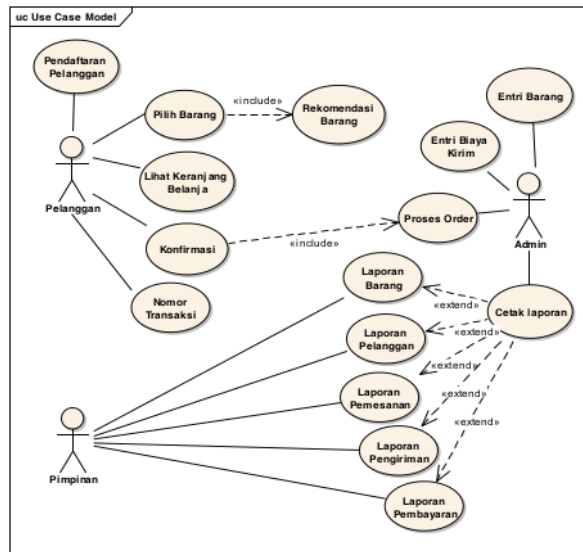 uc Use Case Model
Pendaftaran
Pelanggan
Pilih Barang
«include»
Rekomendasi
Barang
Entri Barang
Entri Biaya
Kirim
Lihat Keranjang
Belanja
Pelanggan
Konfirmasi
«include»
Proses Order
Admin
Nomor
Transaksi
Laporan
Barang
«extend»
Cetak laporan
Laporan
Pelanggan
«extend»
Laporan
Pemesanan
«extend»
Laporan
Pengiriman
«extend»
Laporan
Pembayaran
«extend»
Pimpinan